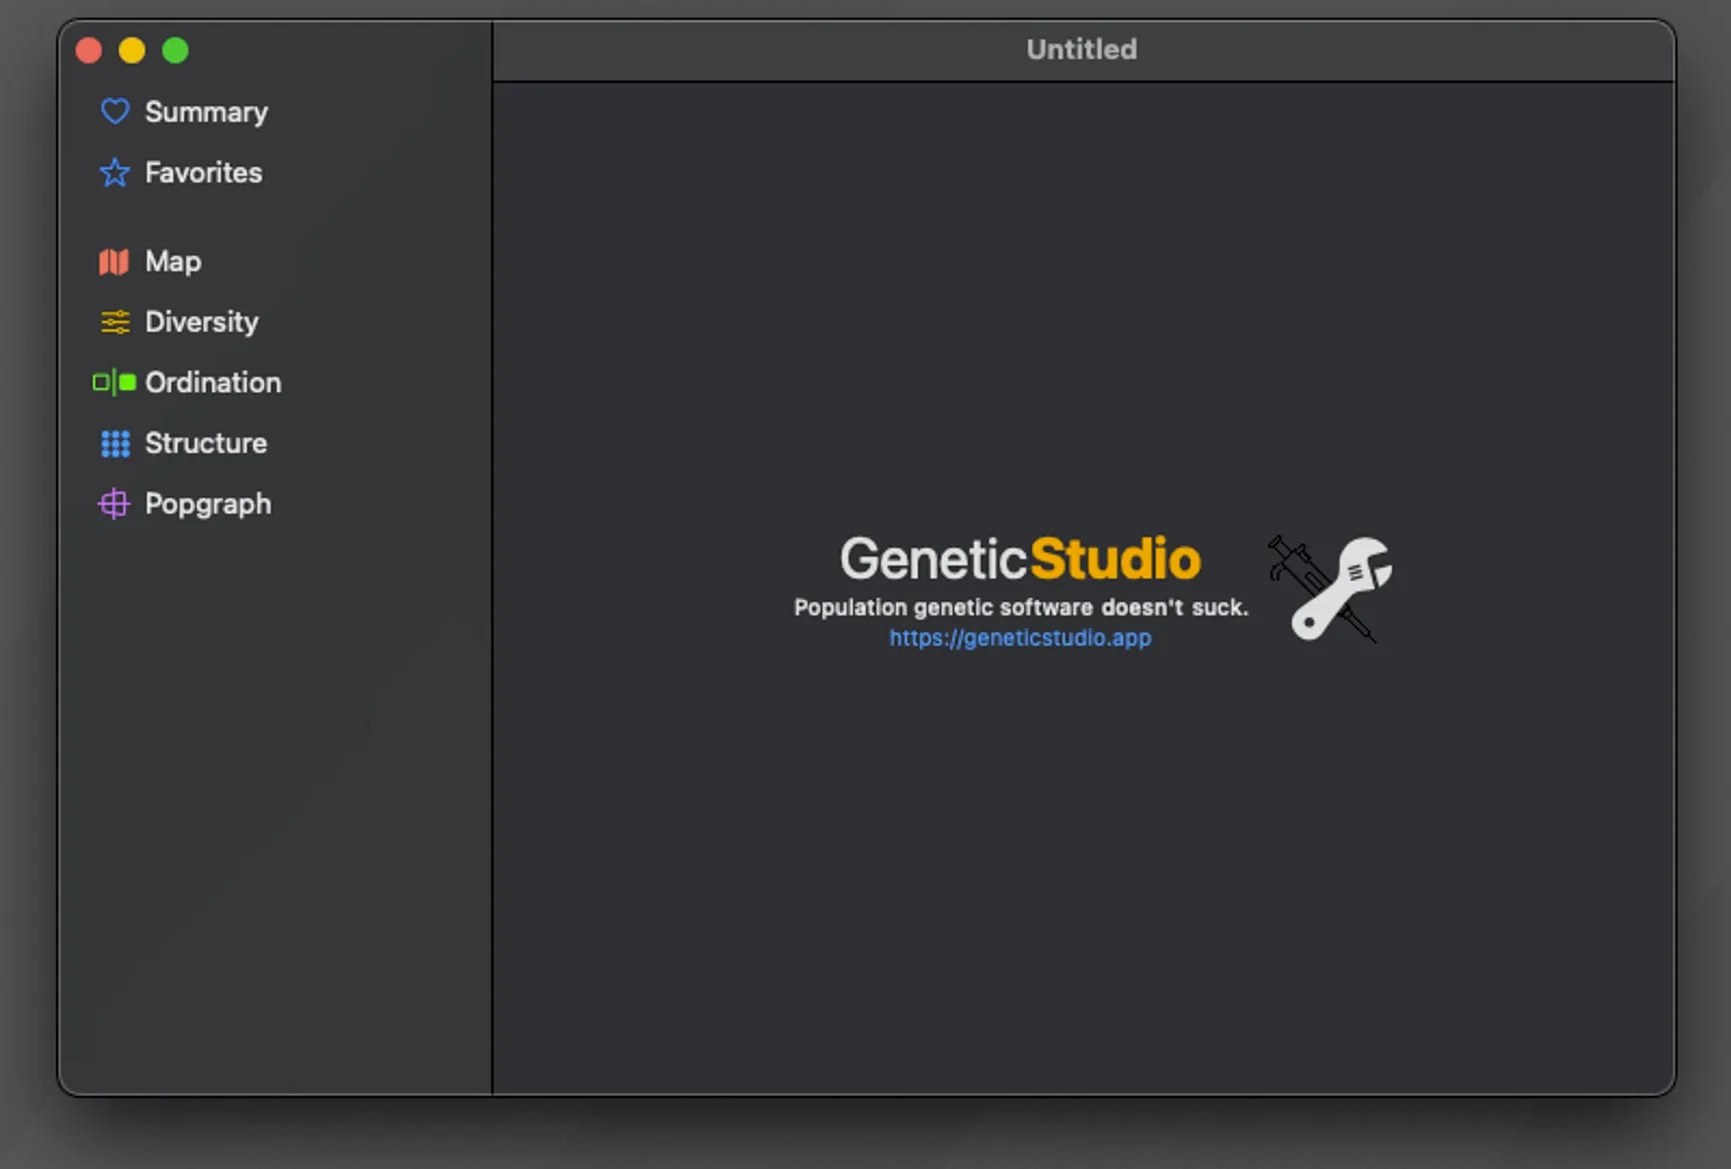 Untitled
Summary
Favorites
Map
Diversity
Ordination
Structure
Popgraph
GeneticStudio
Population genetic software doesn't suck.
https://geneticstudio.app